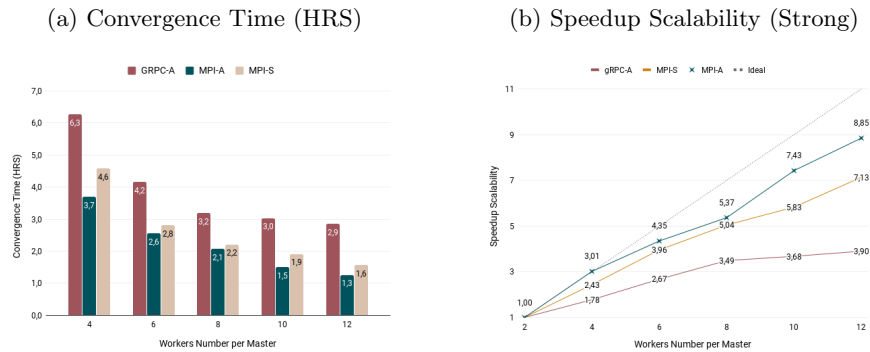 (a) Convergence Time (HRS)
GRPC-A MPI-A MPI-S
Convergence Time (HRS)
7,0
6,0
5,0
4,0
3,0
2,0
1,0
0,0
6,3 3,7 4,6
4,2 2,6 2,8
3,2 2,1 2,2
3,0 1,5 1,9
2,9 1,3 1,6
4 6 8 10 12
Workers Number per Master
(b) Speedup Scalability (Strong)
gRPC-A MPI-S MPI-A Ideal
Speedup Scalability
11
9
7
5
3
1
1,00
3,01 4,35 5,37 7,43 8,85
2,43 3,96 5,04 5,83 7,13
1,78 2,67 3,49 3,68 3,90
2 4 6 8 10 12
Workers Number per Master